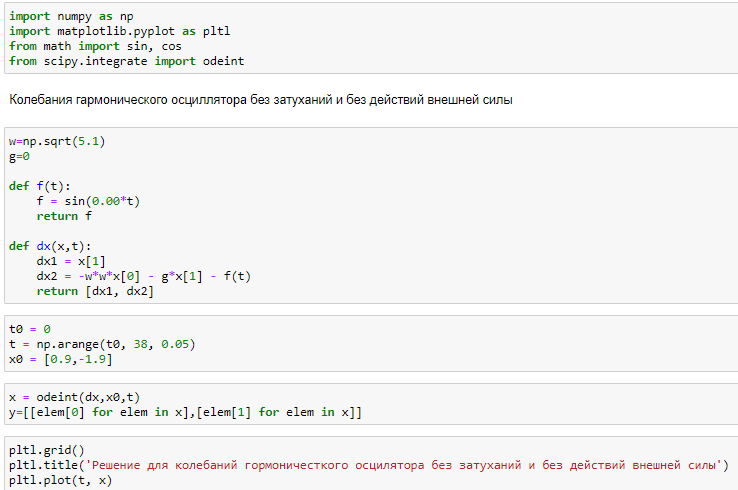 import numpy as np
import matplotlib.pyplot as pltl
from math import sin, cos
from scipy.integrate import odeint
Колебания гармонического осциллятора без затуханий и без действий внешней силы
w=np.sqrt(5.1)
g=0
def f(t):
    f = sin(0.00*t)
    return f
def dx(x,t):
    dx1 = x[1]
    dx2 = -w*w*x[0] - g*x[1] - f(t)
    return [dx1, dx2]
t0 = 0
t = np.arange(t0, 38, 0.05)
x0 = [0.9,-1.9]
x = odeint(dx,x0,t)
y=[[elem[0] for elem in x],[elem[1] for elem in x]]
pltl.grid()
pltl.title('Решение для колебаний гормоничесткого осцилятора без затуханий и без действий внешней силы')
pltl.plot(t, x)